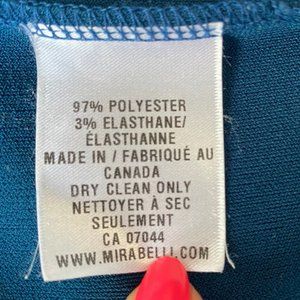 97% POLYESTER
3% ELASTHANE/
ÉLASTHANNE
MADE IN / FABRIQUÉ AU
CANADA
DRY CLEAN ONLY
NETTOYER À SEC
SEULEMENT
CA 07044
WWW.MIRABELLI.COM